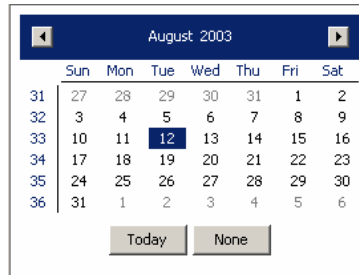 August 2003
Sun Mon Tue Wed Thu Fri Sat
31 27 28 29 30 31 1 2
32 3 4 5 6 7 8 9
33 10 11 12 13 14 15 16
34 17 18 19 20 21 22 23
35 24 25 26 27 28 29 30
36 31 1 2 3 4 5 6
Today None